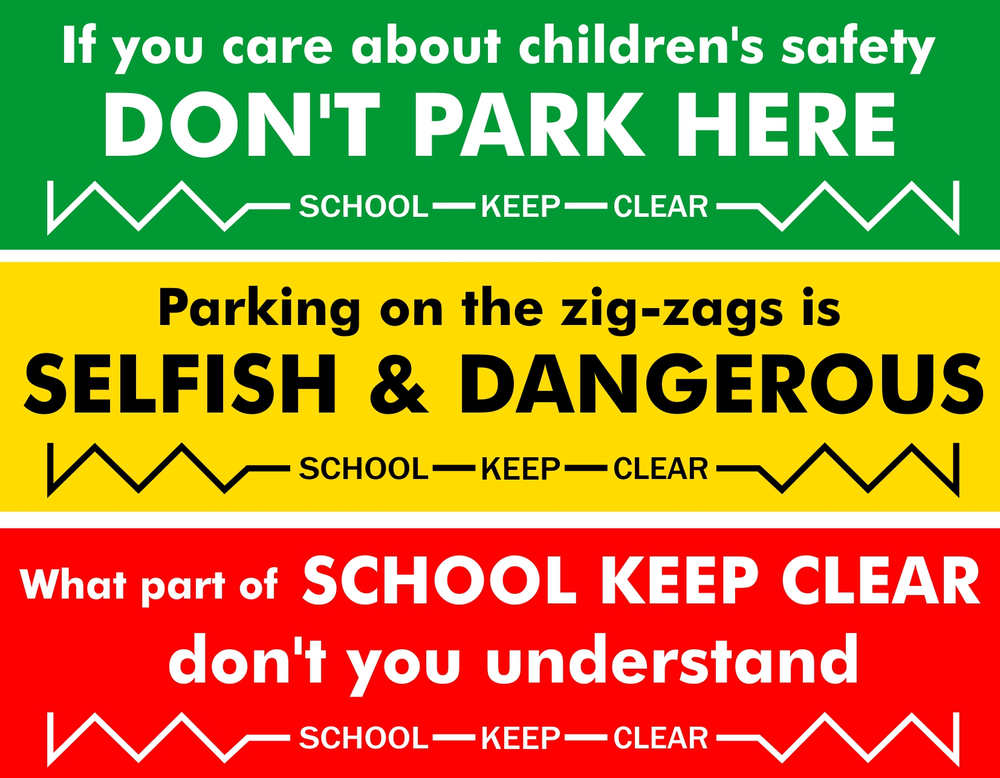 If you care about children's safety
DON'T PARK HERE
SCHOOL — KEEP — CLEAR
Parking on the zig-zags is
SELFISH & DANGEROUS
SCHOOL — KEEP — CLEAR
What part of SCHOOL KEEP CLEAR
don't you understand
SCHOOL — KEEP — CLEAR